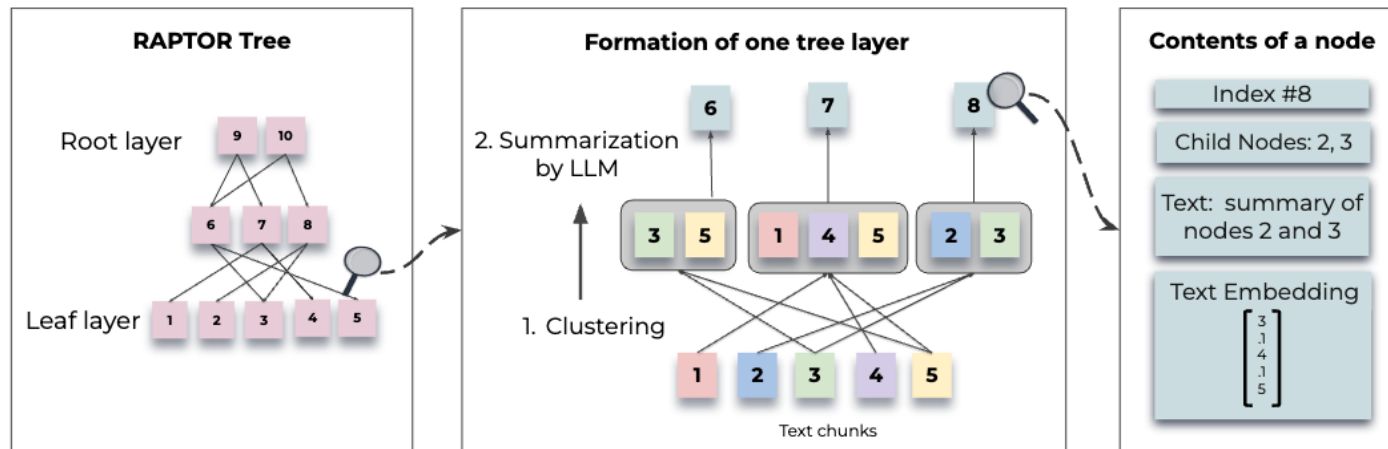 RAPTOR Tree
Root layer
9 10
6 7 8
Leaf layer
1 2 3 4 5
Formation of one tree layer
6 7 8
2. Summarization
by LLM
3 5 1 4 5 2 3
1. Clustering
1 2 3 4 5
Text chunks
Contents of a node
Index #8
Child Nodes: 2, 3
Text: summary of
nodes 2 and 3
Text Embedding
3
.1
4
.1
5